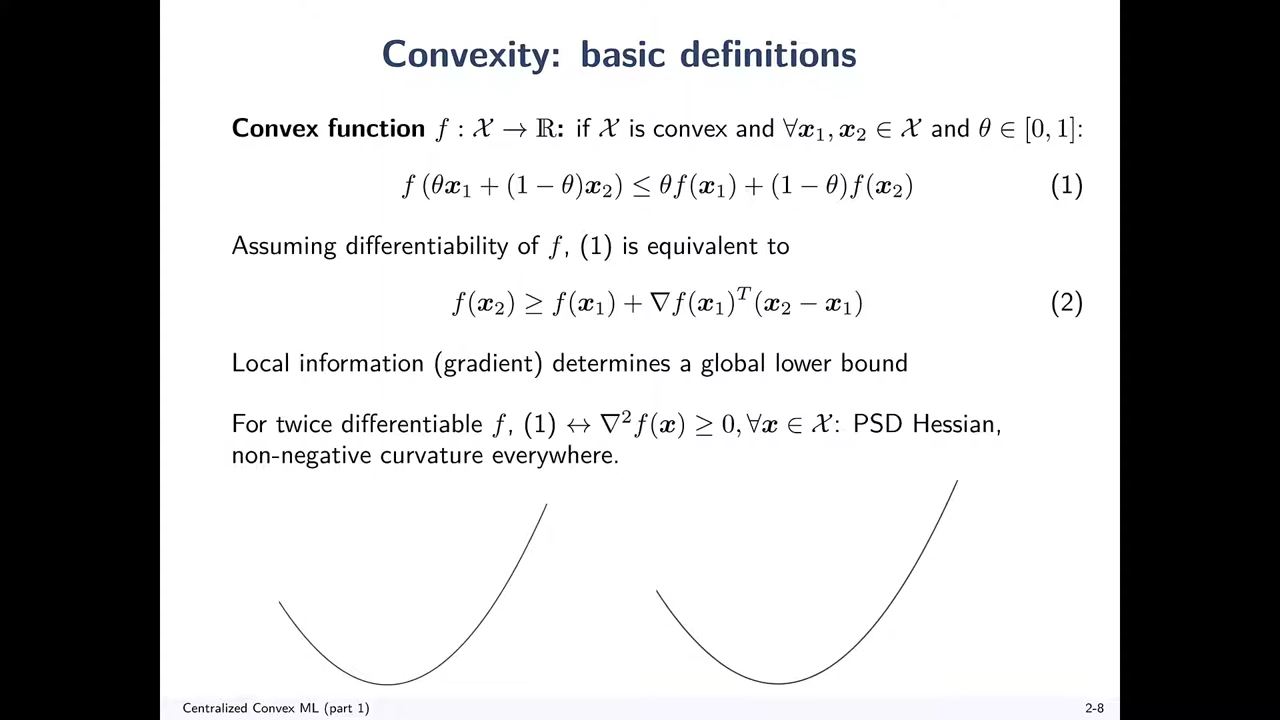 Convexity: basic definitions
Convex function f : 𝒳 → ℝ: if 𝒳 is convex and ∀𝒙₁, 𝒙₂ ∈ 𝒳 and θ ∈ [0, 1]:
f (θ𝒙₁ + (1 − θ)𝒙₂) ≤ θf(𝒙₁) + (1 − θ)f(𝒙₂) (1)
Assuming differentiability of f, (1) is equivalent to
f(𝒙₂) ≥ f(𝒙₁) + ∇f(𝒙₁)ᵀ(𝒙₂ − 𝒙₁) (2)
Local information (gradient) determines a global lower bound
For twice differentiable f, (1) ↔ ∇²f(𝒙) ≥ 0, ∀𝒙 ∈ 𝒳: PSD Hessian,
non-negative curvature everywhere.
Centralized Convex ML (part 1) 2-8